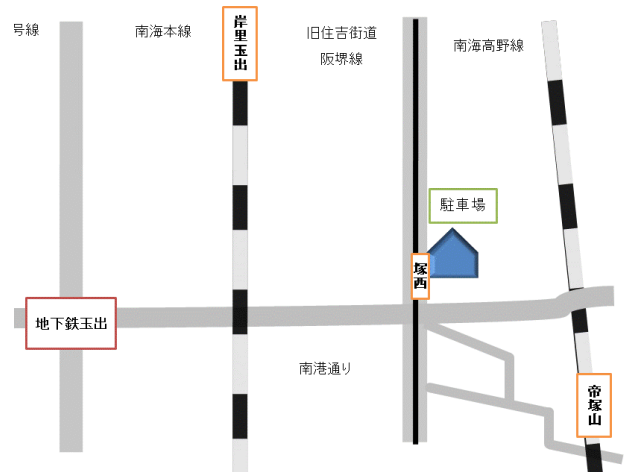 号線
南海本線
岸里玉出
旧住吉街道
阪堺線
南海高野線
駐車場
塚西
地下鉄玉出
南港通り
帝塚山